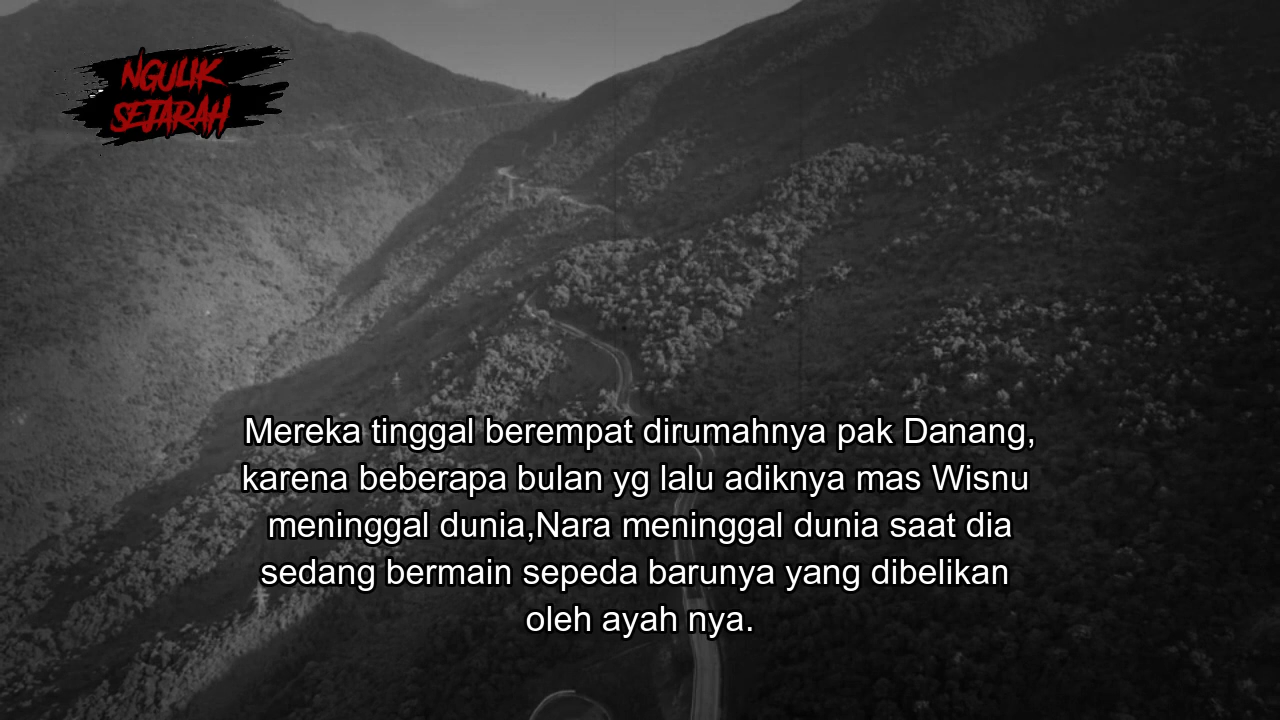 NGULIK
SEJARAH
Mereka tinggal berempat dirumahnya pak Danang,
karena beberapa bulan yg lalu adiknya mas Wisnu
meninggal dunia,Nara meninggal dunia saat dia
sedang bermain sepeda barunya yang dibelikan
oleh ayah nya.